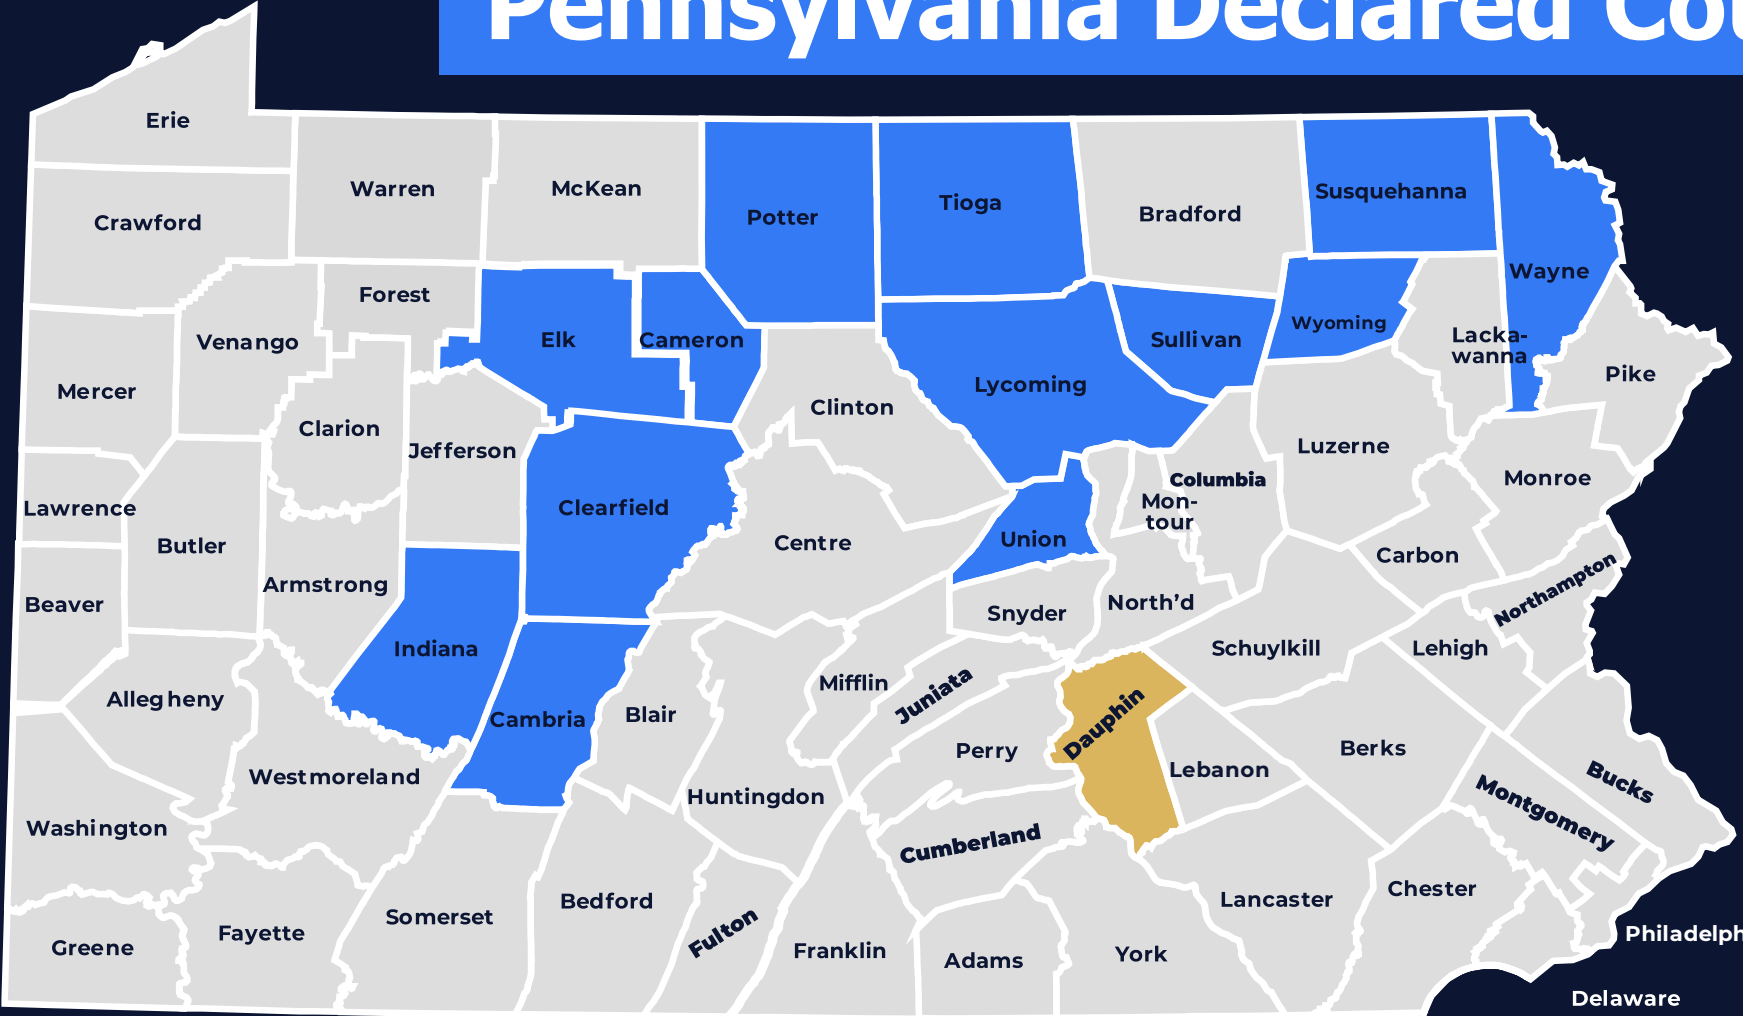 Pennsylvania Declared Cou
Erie
Warren
McKean
Potter
Tioga
Bradford
Susquehanna
Wayne
Crawford
Forest
Venango
Elk
Cameron
Sullivan
Wyoming
Lacka-
wanna
Pike
Mercer
Clarion
Jefferson
Clinton
Lycoming
Luzerne
Monroe
Lawrence
Butler
Clearfield
Centre
Columbia
Mon-
tour
Union
Carbon
Northampton
Beaver
Armstrong
Indiana
Snyder
North’d
Schuylkill
Lehigh
Allegheny
Cambria
Blair
Mifflin
Juniata
Perry
Dauphin
Lebanon
Berks
Bucks
Montgomery
Westmoreland
Huntingdon
Cumberland
Washington
Chester
Lancaster
Greene
Fayette
Somerset
Bedford
Fulton
Franklin
Adams
York
Philadelph
Delaware